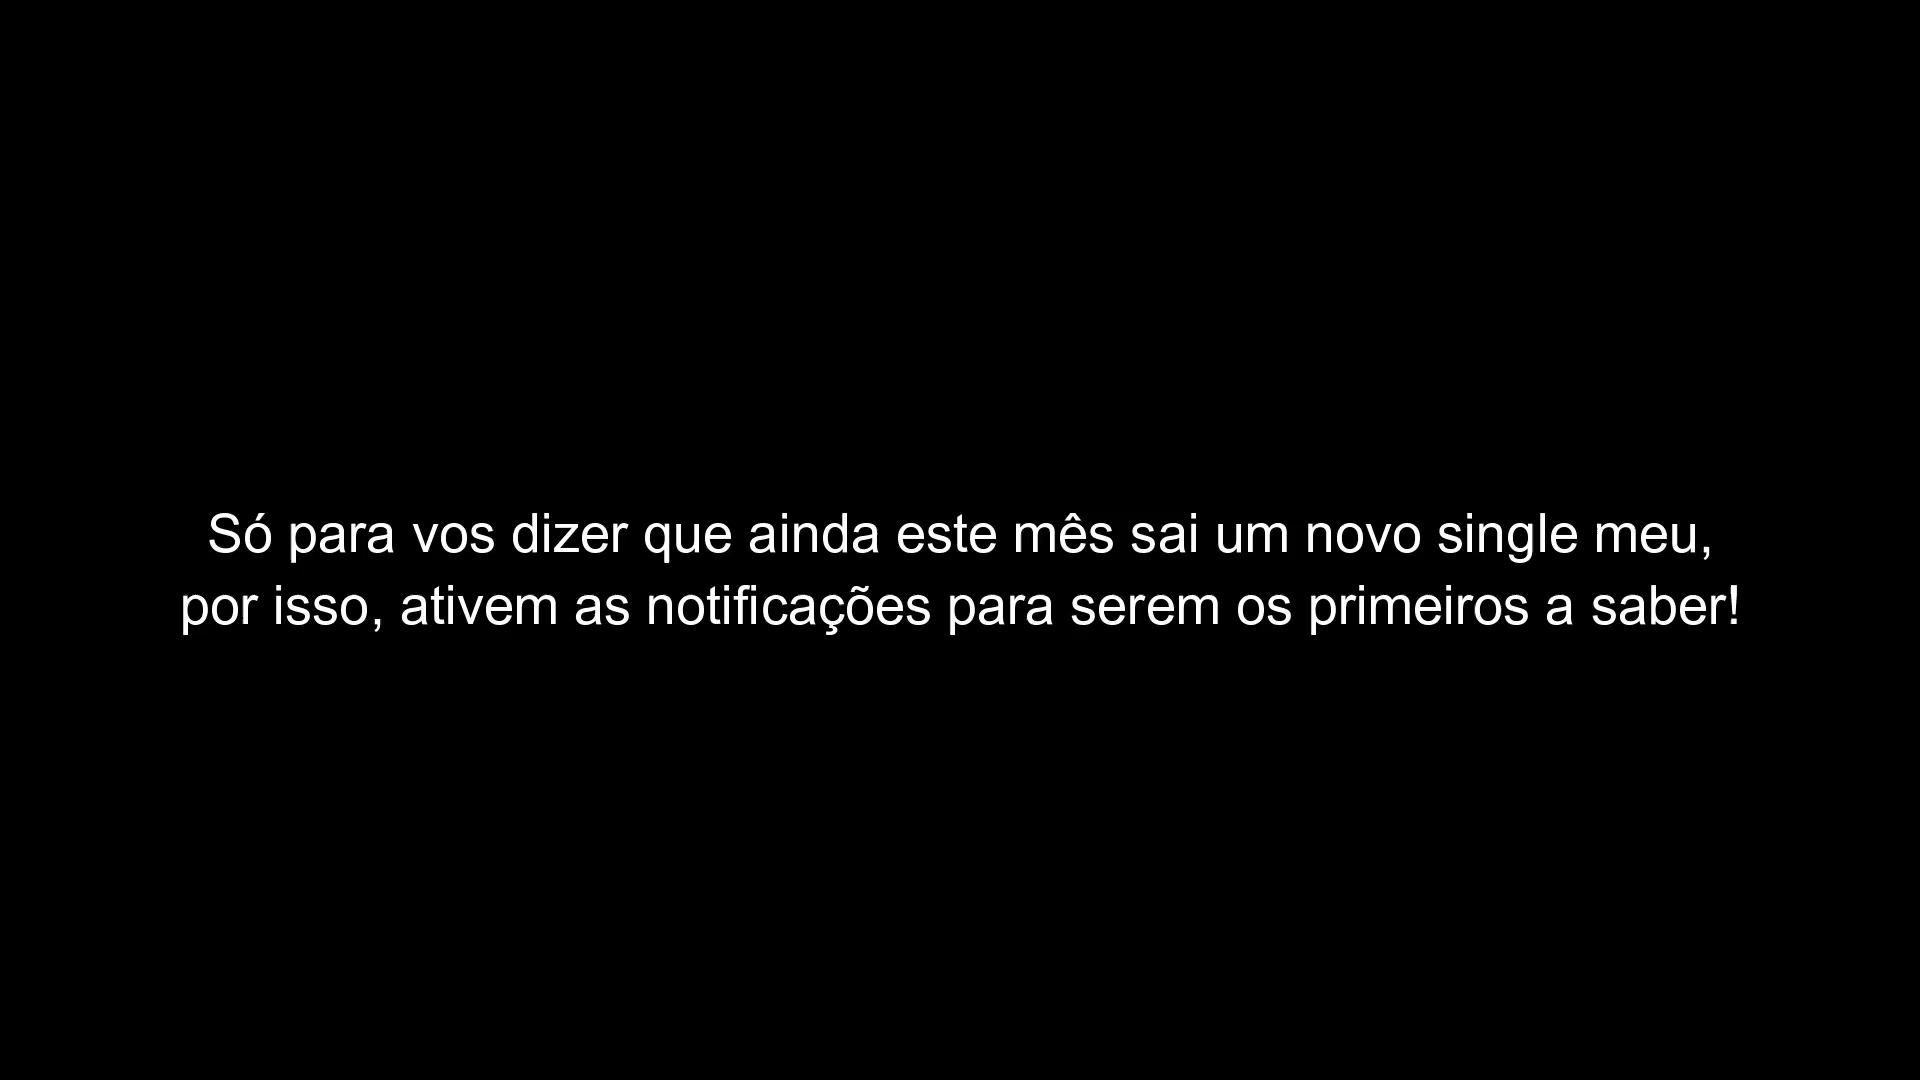 Só para vos dizer que ainda este mês sai um novo single meu,
por isso, ativem as notificações para serem os primeiros a saber!